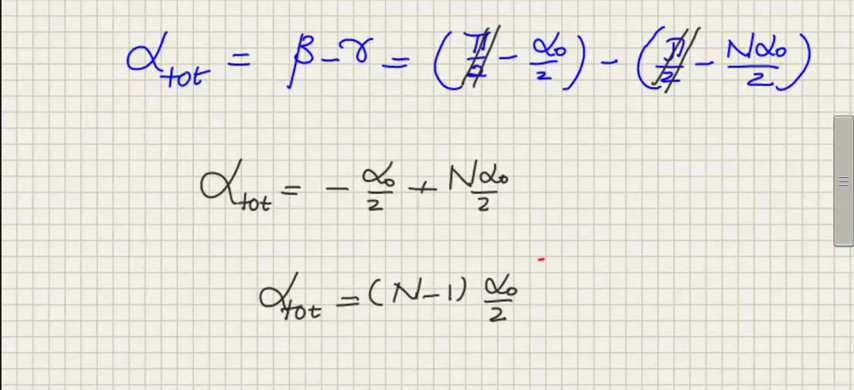 α_tot = β-γ = (π/2 - α₀/2) - (π/2 - Nα₀/2)
α_tot = - α₀/2 + Nα₀/2
α_tot = (N-1) α₀/2